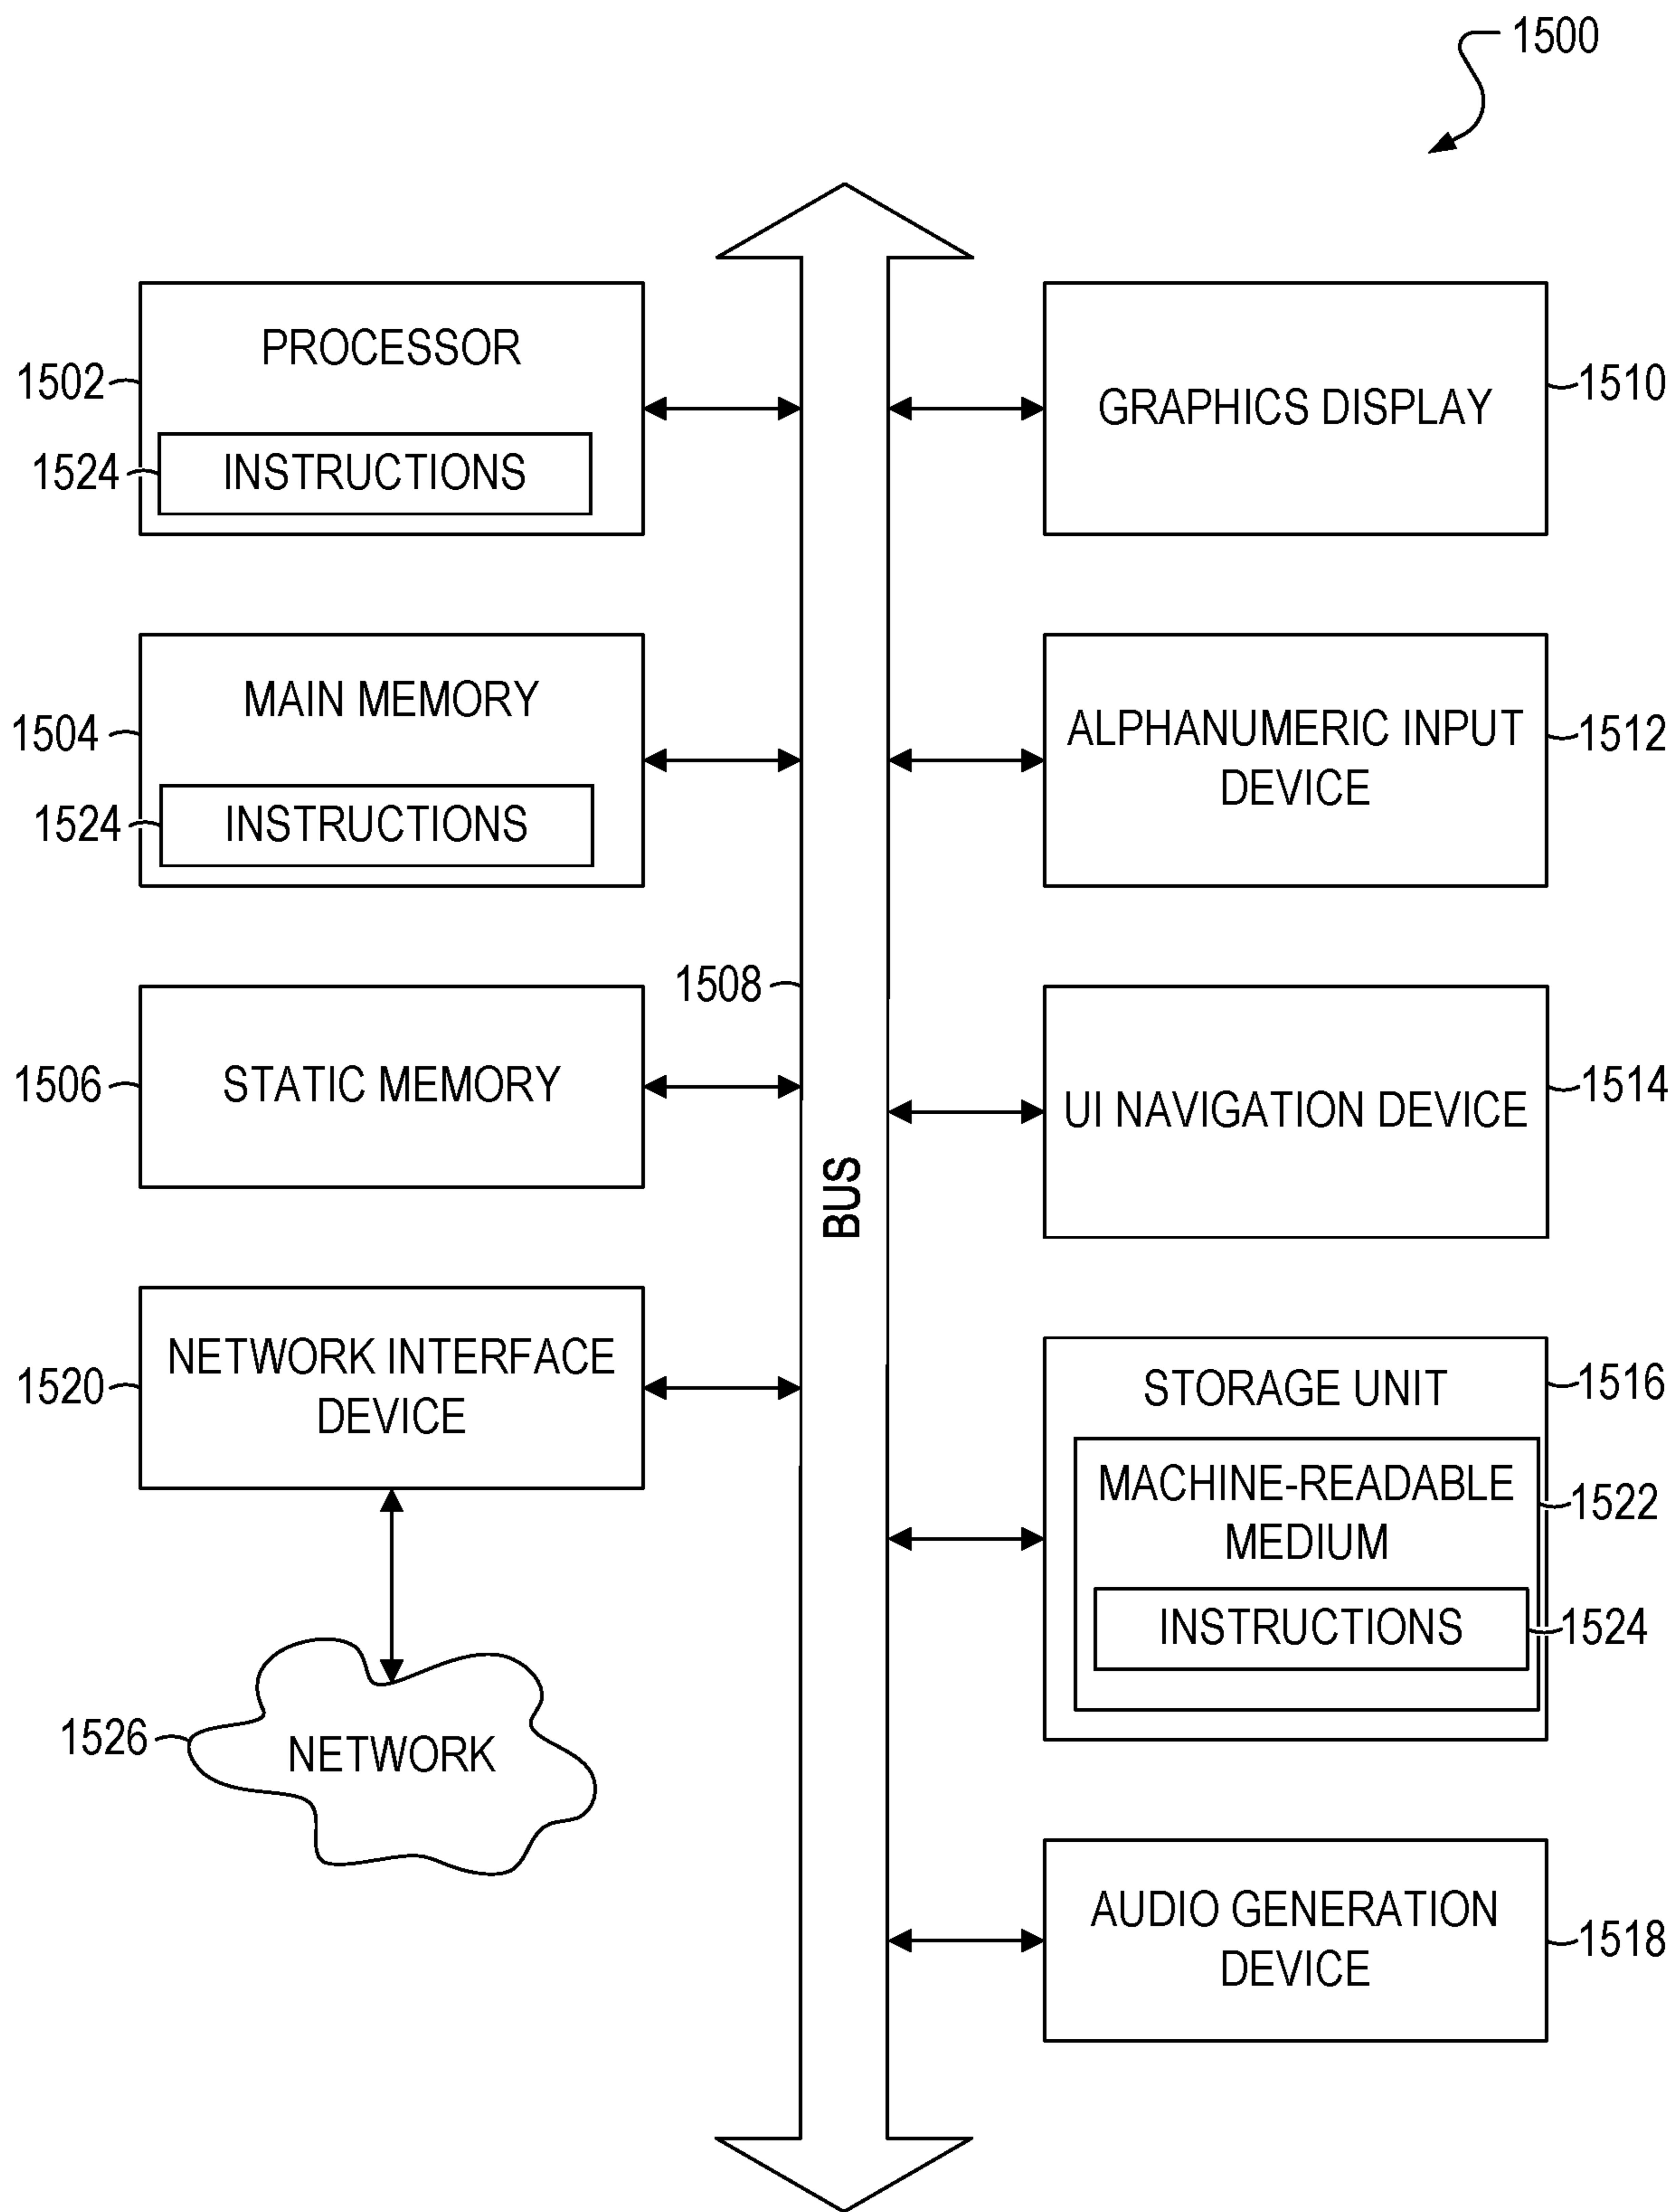 1500
PROCESSOR
1502
1524
INSTRUCTIONS
MAIN MEMORY
1504
1524
INSTRUCTIONS
1508
STATIC MEMORY
1506
NETWORK INTERFACE
DEVICE
1520
NETWORK
1526
BUS
GRAPHICS DISPLAY
1510
ALPHANUMERIC INPUT
DEVICE
1512
UI NAVIGATION DEVICE
1514
STORAGE UNIT
1516
MACHINE-READABLE
MEDIUM
1522
INSTRUCTIONS
1524
AUDIO GENERATION
DEVICE
1518